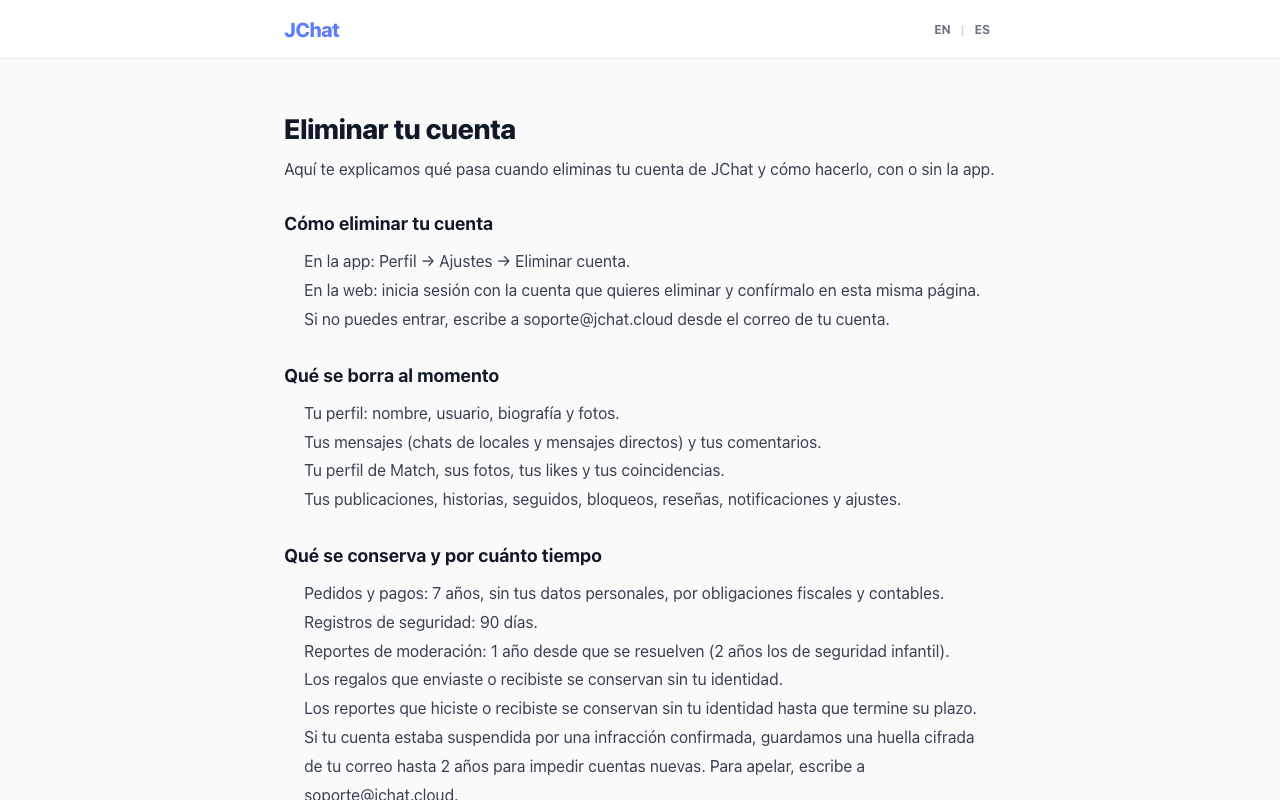 JChat
EN | ES
Eliminar tu cuenta
Aquí te explicamos qué pasa cuando eliminas tu cuenta de JChat y cómo hacerlo, con o sin la app.
Cómo eliminar tu cuenta
En la app: Perfil → Ajustes → Eliminar cuenta.
En la web: inicia sesión con la cuenta que quieres eliminar y confírmalo en esta misma página.
Si no puedes entrar, escribe a soporte@jchat.cloud desde el correo de tu cuenta.
Qué se borra al momento
Tu perfil: nombre, usuario, biografía y fotos.
Tus mensajes (chats de locales y mensajes directos) y tus comentarios.
Tu perfil de Match, sus fotos, tus likes y tus coincidencias.
Tus publicaciones, historias, seguidos, bloqueos, reseñas, notificaciones y ajustes.
Qué se conserva y por cuánto tiempo
Pedidos y pagos: 7 años, sin tus datos personales, por obligaciones fiscales y contables.
Registros de seguridad: 90 días.
Reportes de moderación: 1 año desde que se resuelven (2 años los de seguridad infantil).
Los regalos que enviaste o recibiste se conservan sin tu identidad.
Los reportes que hiciste o recibiste se conservan sin tu identidad hasta que termine su plazo.
Si tu cuenta estaba suspendida por una infracción confirmada, guardamos una huella cifrada
de tu correo hasta 2 años para impedir cuentas nuevas. Para apelar, escribe a
soporte@jchat.cloud.